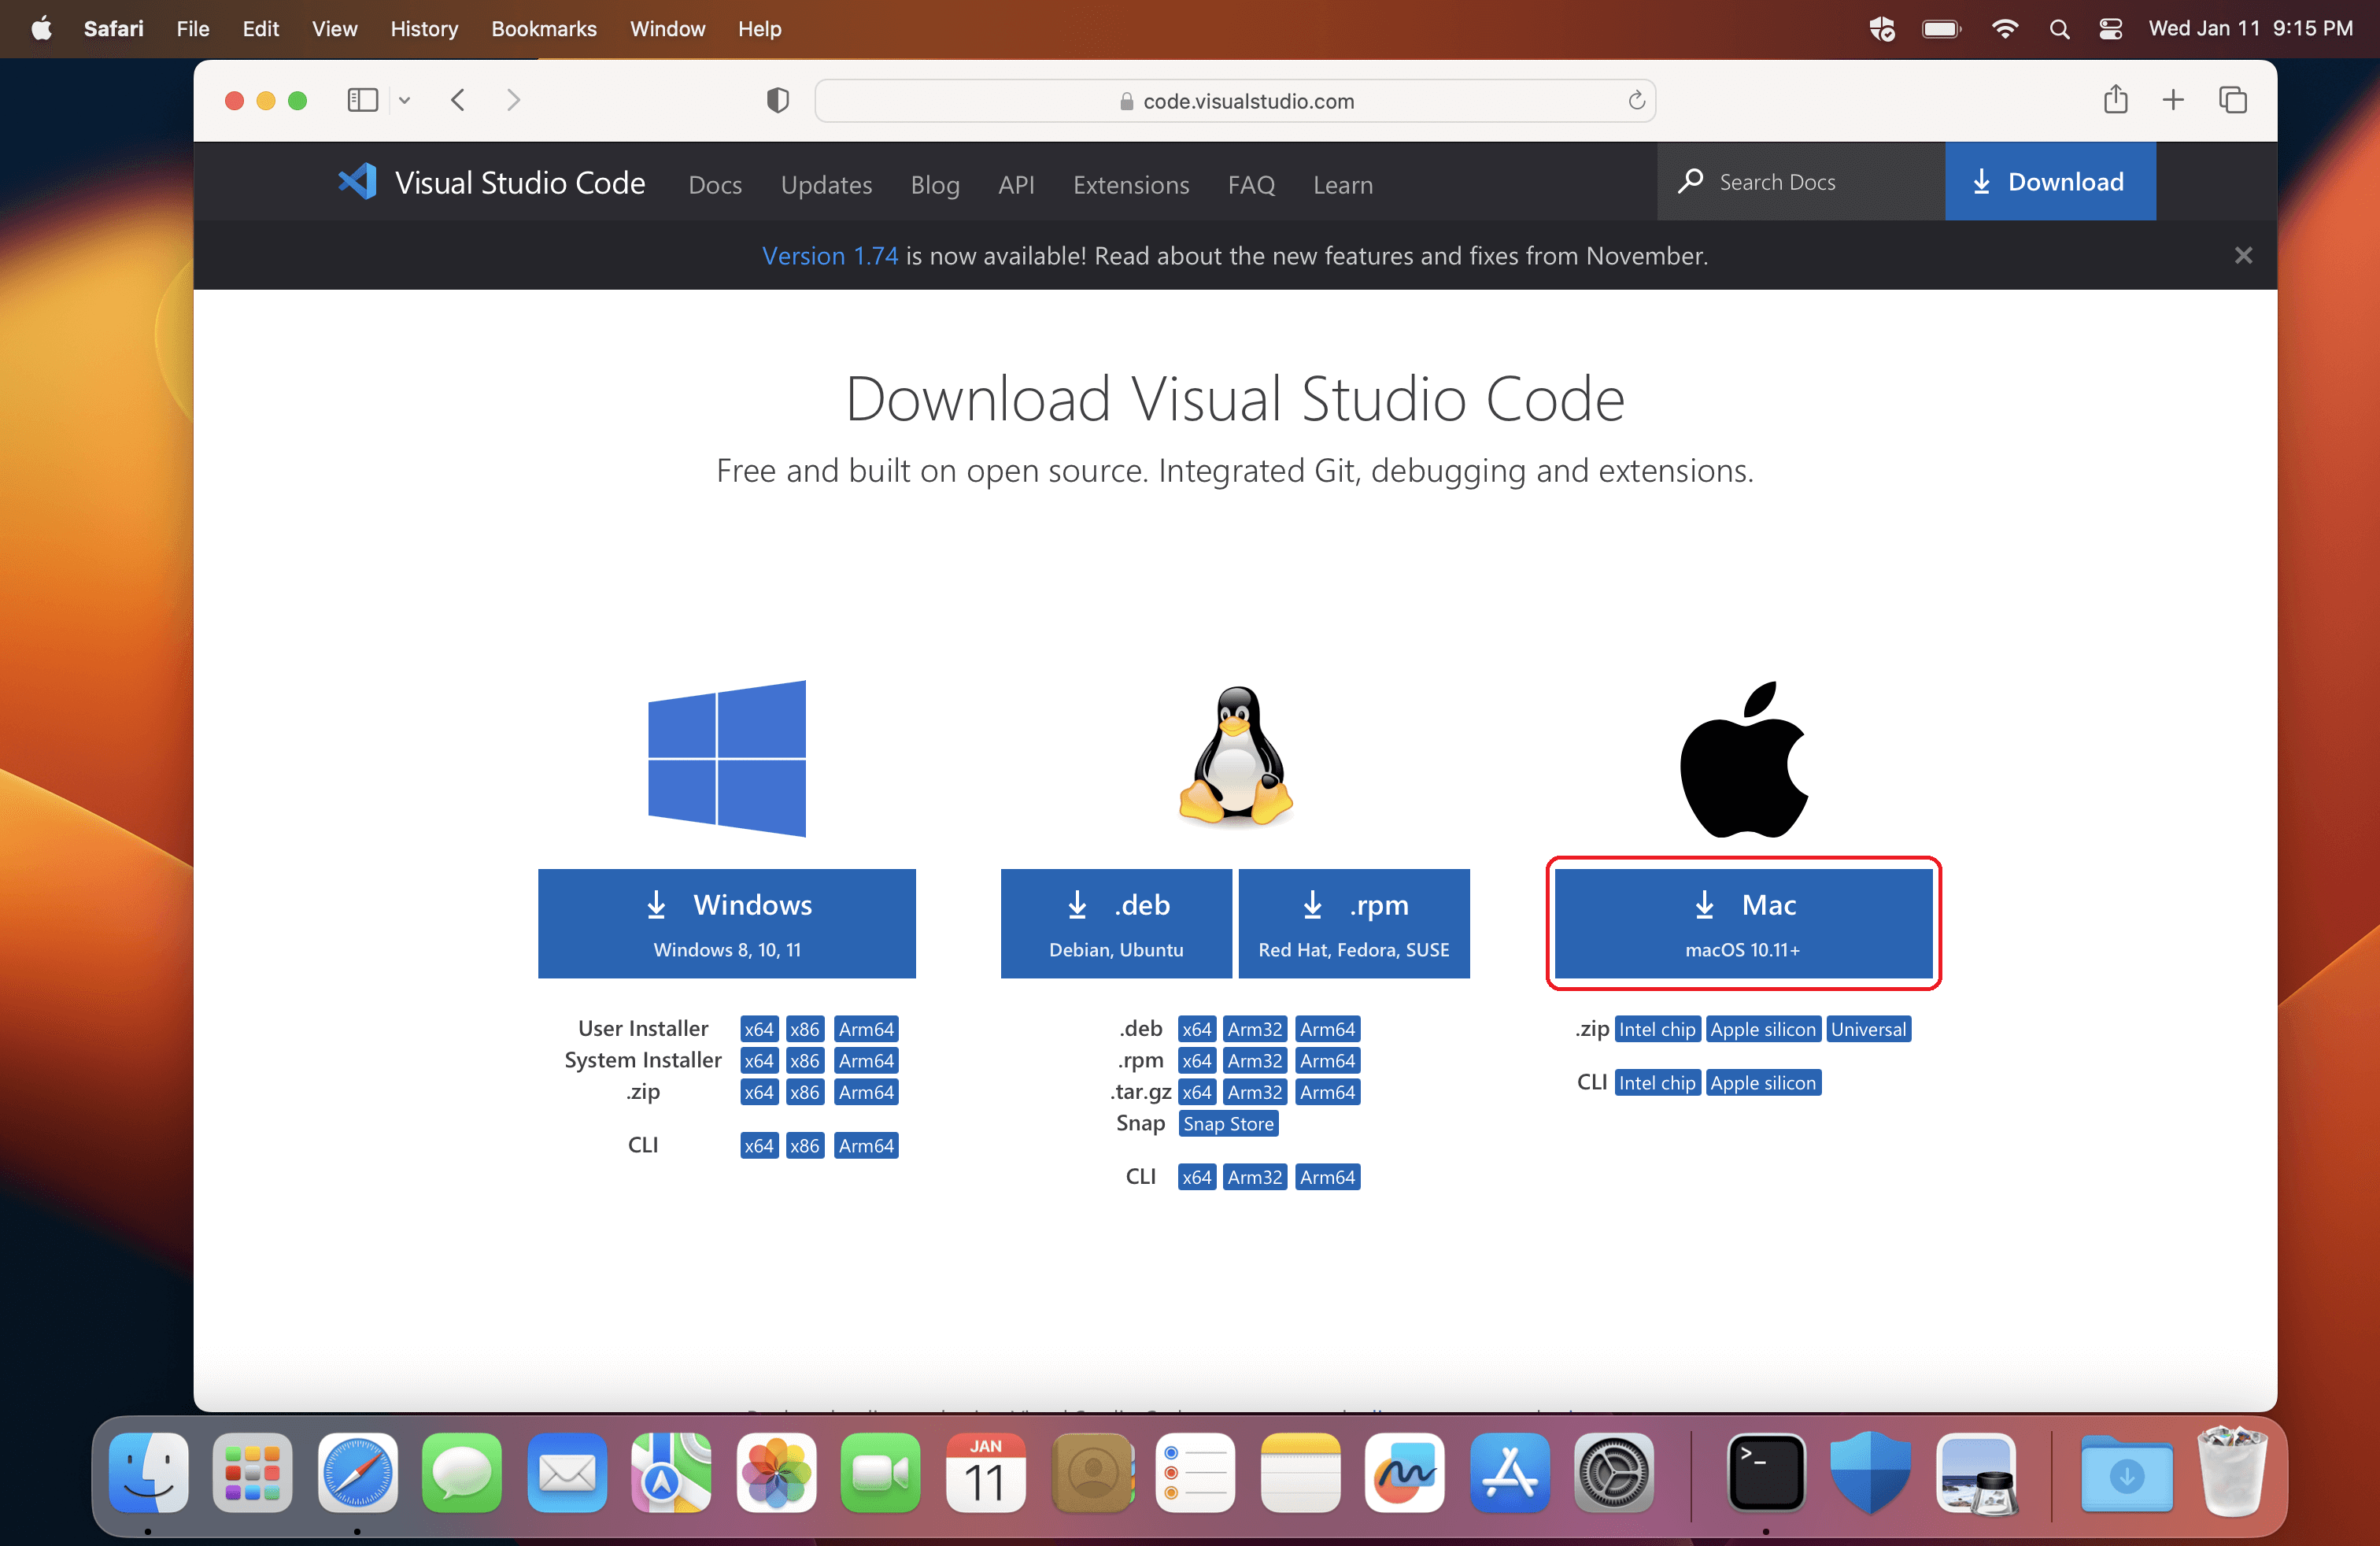 Safari File Edit View History Bookmarks Window Help Wed Jan 11 9:15 PM
code.visualstudio.com
Visual Studio Code Docs Updates Blog API Extensions FAQ Learn Search Docs Download
Version 1.74 is now available! Read about the new features and fixes from November.
Download Visual Studio Code
Free and built on open source. Integrated Git, debugging and extensions.
Windows
Windows 8, 10, 11
User Installer x64 x86 Arm64
System Installer x64 x86 Arm64
.zip x64 x86 Arm64
CLI x64 x86 Arm64
.deb
Debian, Ubuntu
.rpm
Red Hat, Fedora, SUSE
.deb x64 Arm32 Arm64
.rpm x64 Arm32 Arm64
.tar.gz x64 Arm32 Arm64
Snap Snap Store
CLI x64 Arm32 Arm64
Mac
macOS 10.11+
.zip Intel chip Apple silicon Universal
CLI Intel chip Apple silicon
JAN
11
>_